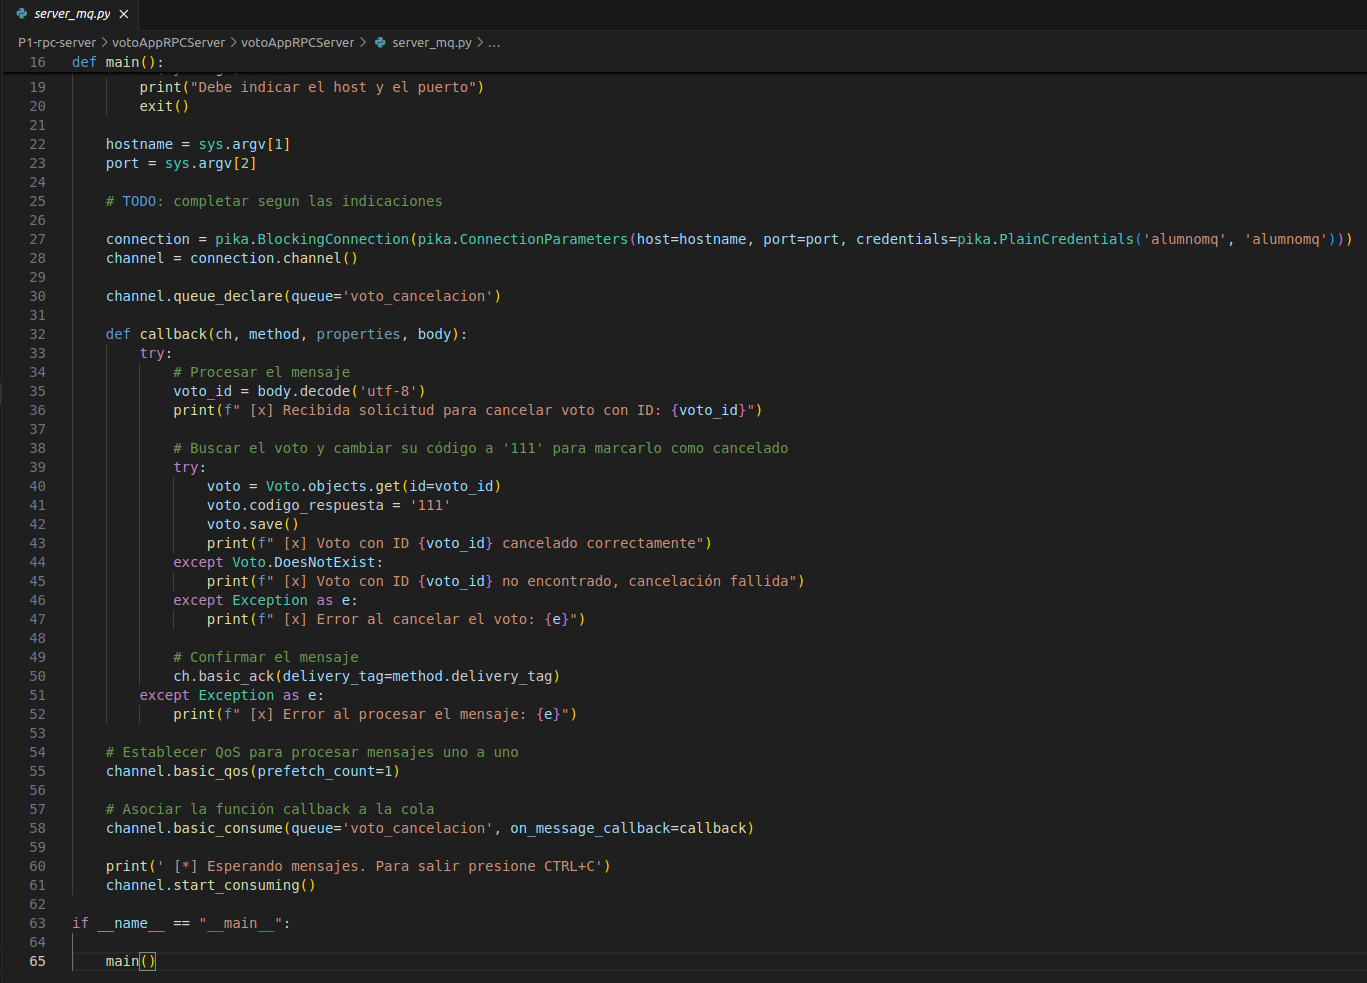 server_mq.py
P1-rpc-server > votoAppRPCServer > votoAppRPCServer > server_mq.py > ...
16 def main():
19 print("Debe indicar el host y el puerto")
20 exit()
21
22 hostname = sys.argv[1]
23 port = sys.argv[2]
24
25 # TODO: completar segun las indicaciones
26
27 connection = pika.BlockingConnection(pika.ConnectionParameters(host=hostname, port=port, credentials=pika.PlainCredentials('alumnomq', 'alumnomq')))
28 channel = connection.channel()
29
30 channel.queue_declare(queue='voto_cancelacion')
31
32 def callback(ch, method, properties, body):
33 try:
34 # Procesar el mensaje
35 voto_id = body.decode('utf-8')
36 print(f" [x] Recibida solicitud para cancelar voto con ID: {voto_id}")
37
38 # Buscar el voto y cambiar su código a '111' para marcarlo como cancelado
39 try:
40 voto = Voto.objects.get(id=voto_id)
41 voto.codigo_respuesta = '111'
42 voto.save()
43 print(f" [x] Voto con ID {voto_id} cancelado correctamente")
44 except Voto.DoesNotExist:
45 print(f" [x] Voto con ID {voto_id} no encontrado, cancelación fallida")
46 except Exception as e:
47 print(f" [x] Error al cancelar el voto: {e}")
48
49 # Confirmar el mensaje
50 ch.basic_ack(delivery_tag=method.delivery_tag)
51 except Exception as e:
52 print(f" [x] Error al procesar el mensaje: {e}")
53
54 # Establecer QoS para procesar mensajes uno a uno
55 channel.basic_qos(prefetch_count=1)
56
57 # Asociar la función callback a la cola
58 channel.basic_consume(queue='voto_cancelacion', on_message_callback=callback)
59
60 print(' [*] Esperando mensajes. Para salir presione CTRL+C')
61 channel.start_consuming()
62
63 if __name__ == "__main__":
64
65 main()